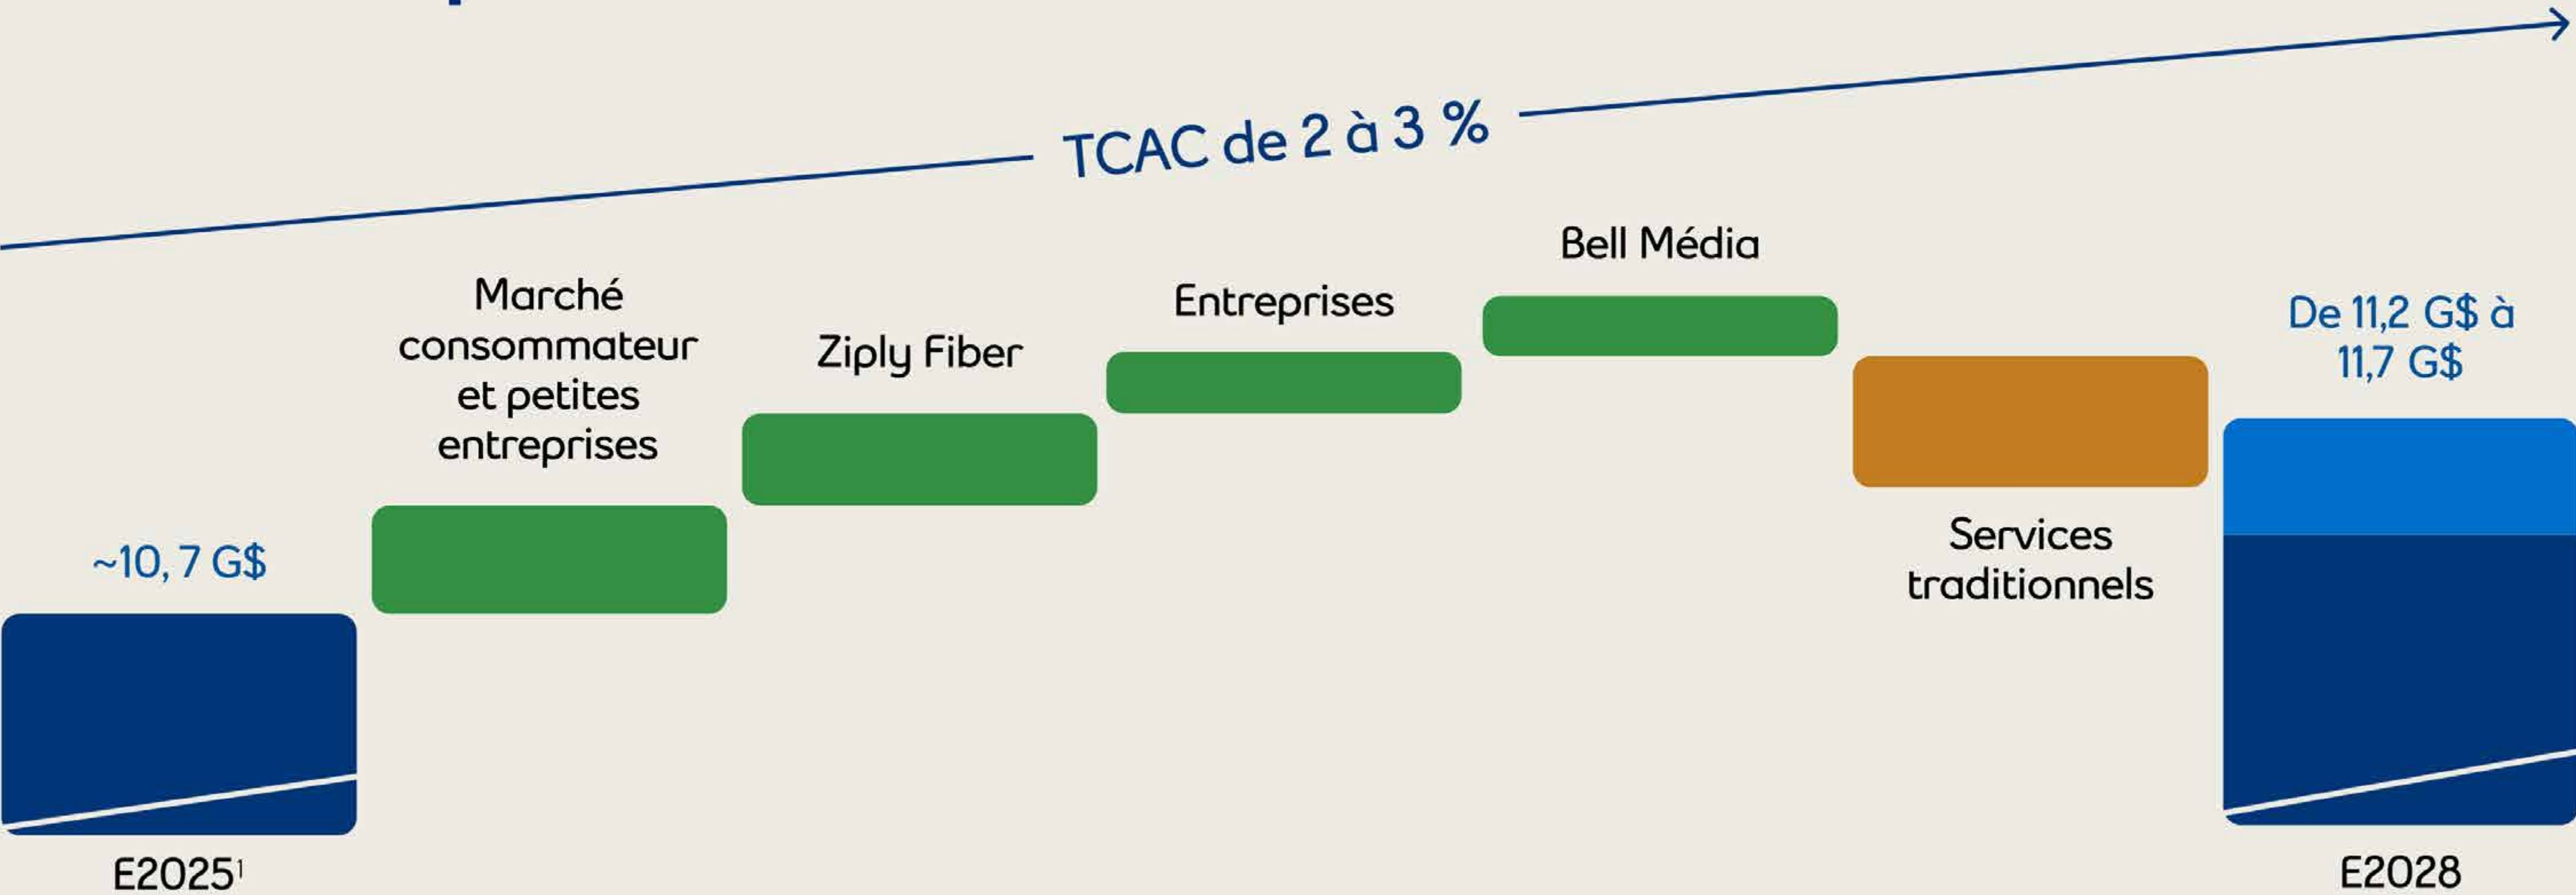 TCAC de 2 à 3 %
~10, 7 G$
E2025¹
Marché
consommateur
et petites
entreprises
Ziply Fiber
Entreprises
Bell Média
Services
traditionnels
De 11,2 G$ à
11,7 G$
E2028